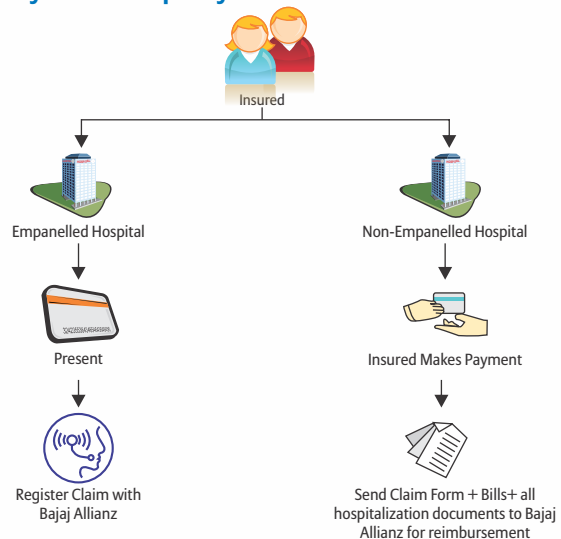 Insured
Empanelled Hospital
Non-Empanelled Hospital
Present
Insured Makes Payment
Register Claim with
Bajaj Allianz
Send Claim Form + Bills+ all
hospitalization documents to Bajaj
Allianz for reimbursement